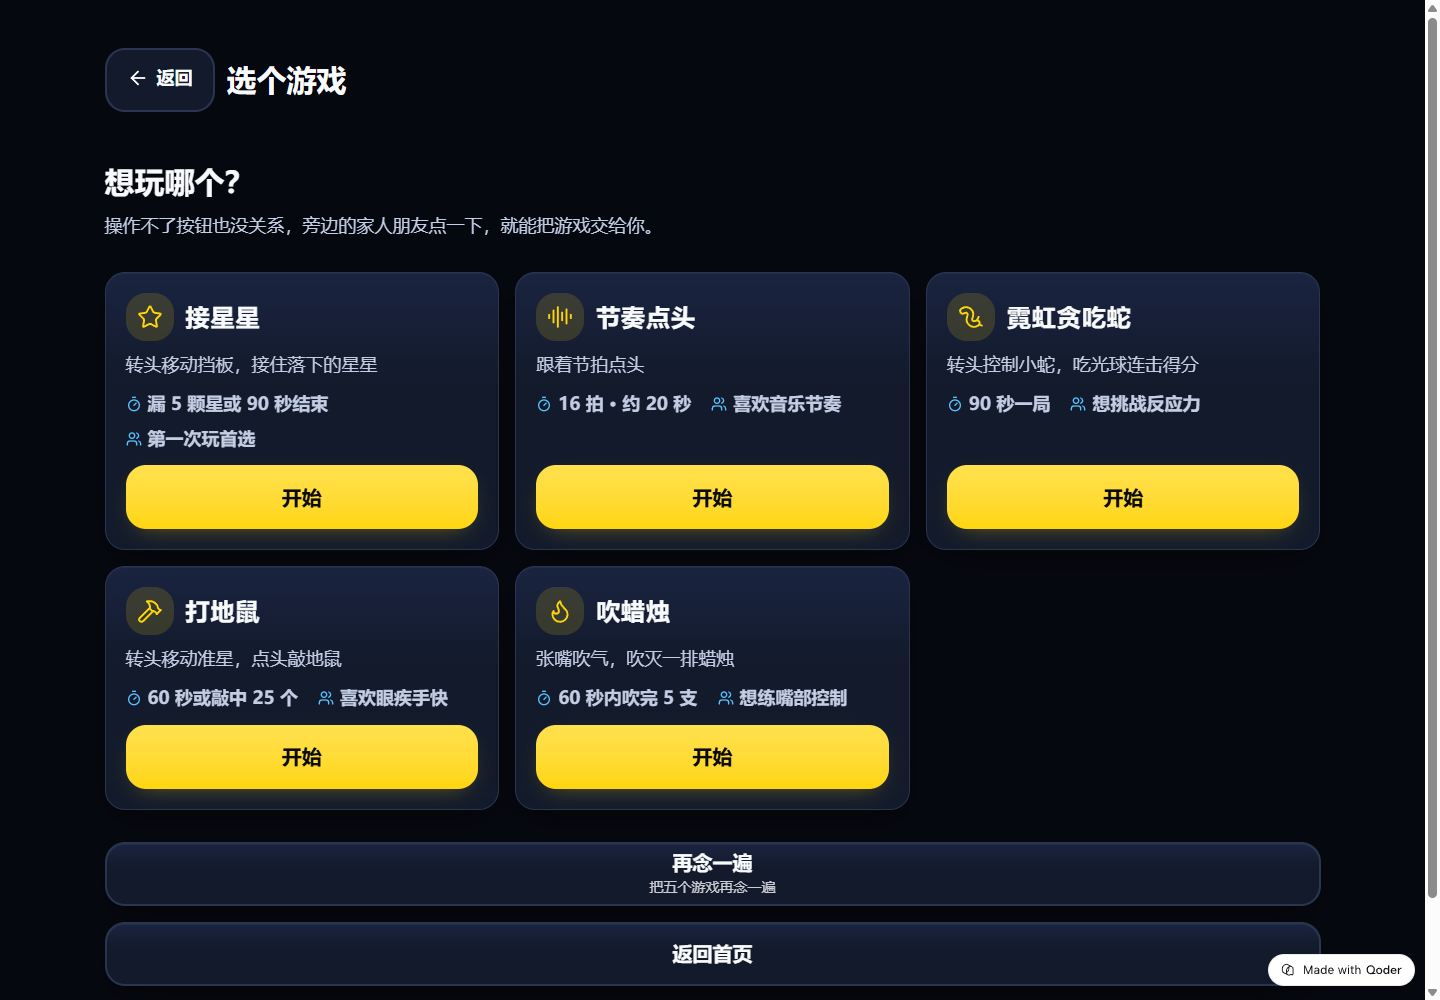 返回
选个游戏
想玩哪个？
操作不了按钮也没关系，旁边的家人朋友点一下，就能把游戏交给你。
接星星
转头移动挡板，接住落下的星星
漏 5 颗星或 90 秒结束
第一次玩首选
开始
节奏点头
跟着节拍点头
16 拍 · 约 20 秒
喜欢音乐节奏
开始
霓虹贪吃蛇
转头控制小蛇，吃光球连击得分
90 秒一局
想挑战反应力
开始
打地鼠
转头移动准星，点头敲地鼠
60 秒或敲中 25 个
喜欢眼疾手快
开始
吹蜡烛
张嘴吹气，吹灭一排蜡烛
60 秒内吹完 5 支
想练嘴部控制
开始
再念一遍
把五个游戏再念一遍
返回首页
Made with Qoder